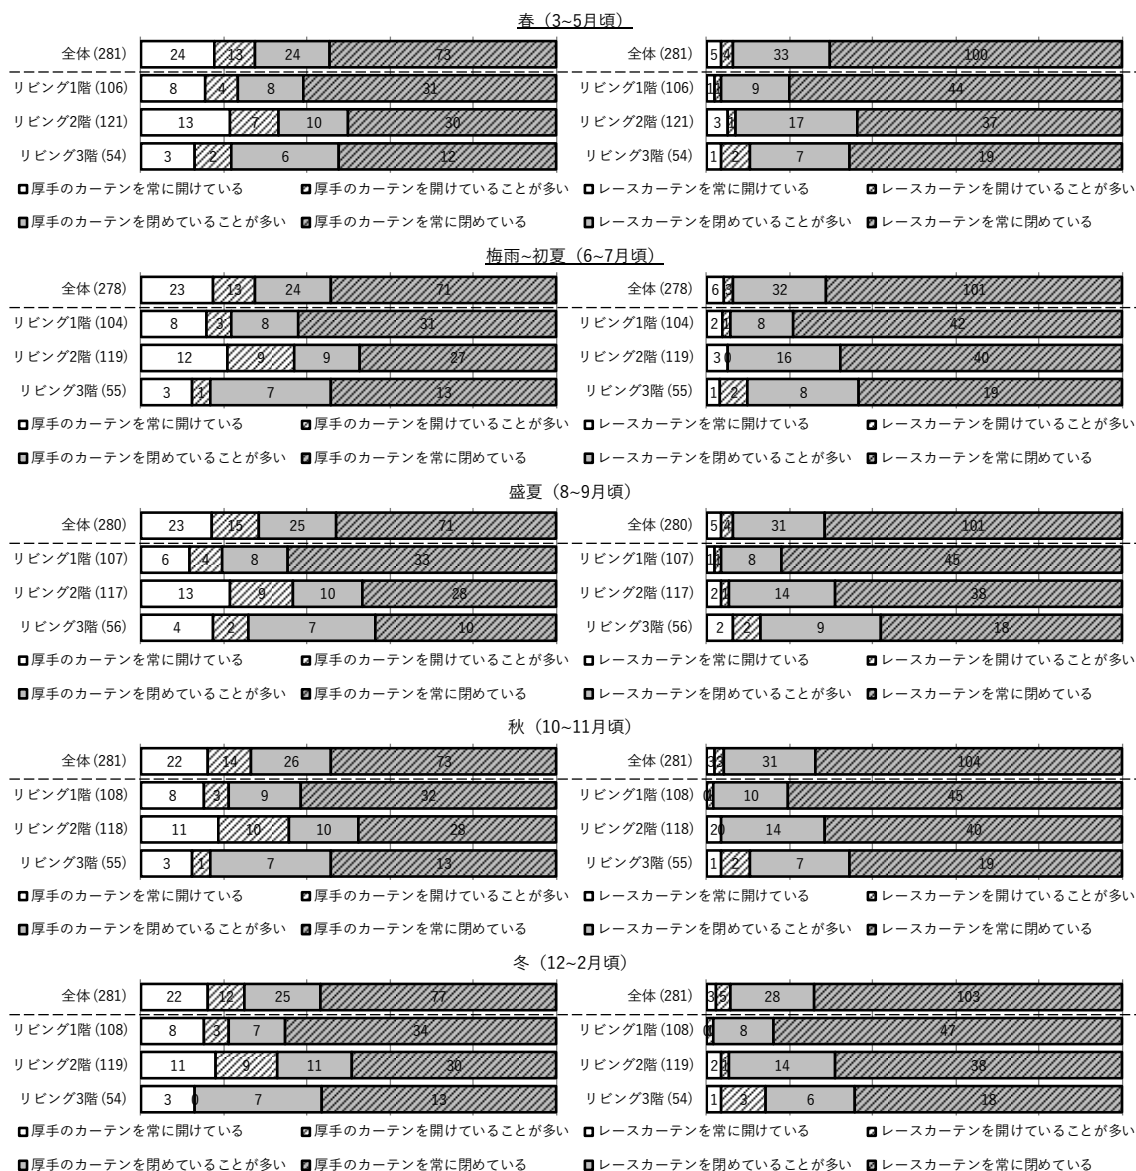 春（3~5月頃）
全体(281) 24 13 24 73 全体(281) 5 4 33 100
リビング1階(106) 8 4 8 31 リビング1階(106) 1 1 9 44
リビング2階(121) 13 7 10 30 リビング2階(121) 3 1 17 37
リビング3階(54) 3 2 6 12 リビング3階(54) 1 2 7 19
厚手のカーテンを常に開けている 厚手のカーテンを開けていることが多い レースカーテンを常に開けている レースカーテンを開けていることが多い
厚手のカーテンを閉めていることが多い 厚手のカーテンを常に閉めている レースカーテンを閉めていることが多い レースカーテンを常に閉めている
梅雨~初夏（6~7月頃）
全体(278) 23 13 24 71 全体(278) 6 3 32 101
リビング1階(104) 8 3 8 31 リビング1階(104) 2 1 8 42
リビング2階(119) 12 9 9 27 リビング2階(119) 3 0 16 40
リビング3階(55) 3 1 7 13 リビング3階(55) 1 2 8 19
厚手のカーテンを常に開けている 厚手のカーテンを開けていることが多い レースカーテンを常に開けている レースカーテンを開けていることが多い
厚手のカーテンを閉めていることが多い 厚手のカーテンを常に閉めている レースカーテンを閉めていることが多い レースカーテンを常に閉めている
盛夏（8~9月頃）
全体(280) 23 15 25 71 全体(280) 5 4 31 101
リビング1階(107) 6 4 8 33 リビング1階(107) 1 1 8 45
リビング2階(117) 13 9 10 28 リビング2階(117) 2 1 14 38
リビング3階(56) 4 2 7 10 リビング3階(56) 2 2 9 18
厚手のカーテンを常に開けている 厚手のカーテンを開けていることが多い レースカーテンを常に開けている レースカーテンを開けていることが多い
厚手のカーテンを閉めていることが多い 厚手のカーテンを常に閉めている レースカーテンを閉めていることが多い レースカーテンを常に閉めている
秋（10~11月頃）
全体(281) 22 14 26 73 全体(281) 3 3 31 104
リビング1階(108) 8 3 9 32 リビング1階(108) 0 10 45
リビング2階(118) 11 10 10 28 リビング2階(118) 2 0 14 40
リビング3階(55) 3 1 7 13 リビング3階(55) 1 2 7 19
厚手のカーテンを常に開けている 厚手のカーテンを開けていることが多い レースカーテンを常に開けている レースカーテンを開けていることが多い
厚手のカーテンを閉めていることが多い 厚手のカーテンを常に閉めている レースカーテンを閉めていることが多い レースカーテンを常に閉めている
冬（12~2月頃）
全体(281) 22 12 25 77 全体(281) 3 5 28 103
リビング1階(108) 8 3 7 34 リビング1階(108) 0 8 47
リビング2階(119) 11 9 11 30 リビング2階(119) 2 1 14 38
リビング3階(54) 3 0 7 13 リビング3階(54) 1 3 6 18
厚手のカーテンを常に開けている 厚手のカーテンを開けていることが多い レースカーテンを常に開けている レースカーテンを開けていることが多い
厚手のカーテンを閉めていることが多い 厚手のカーテンを常に閉めている レースカーテンを閉めていることが多い レースカーテンを常に閉めている